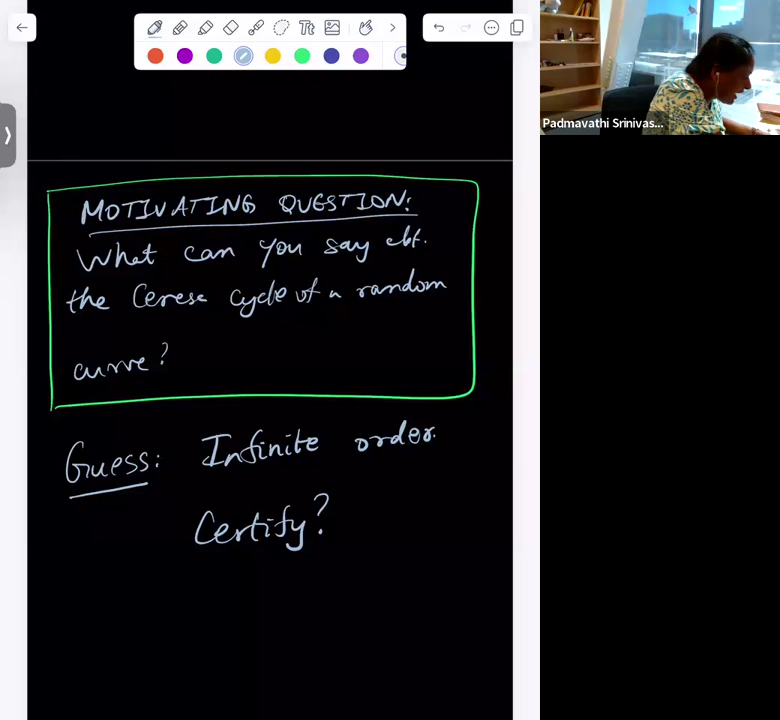 Padmavathi Srinivas...
MOTIVATING QUESTION:
What can you say abt.
the Ceresa cycle of a random
curve?
Guess: Infinite order.
Certify?